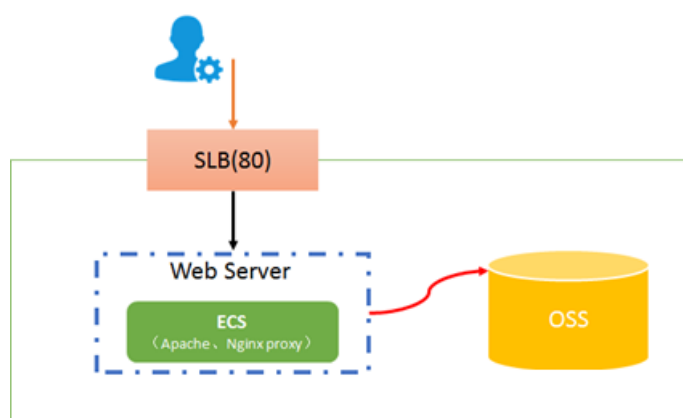 SLB(80)
Web Server
ECS
（Apache、Nginx proxy）
OSS